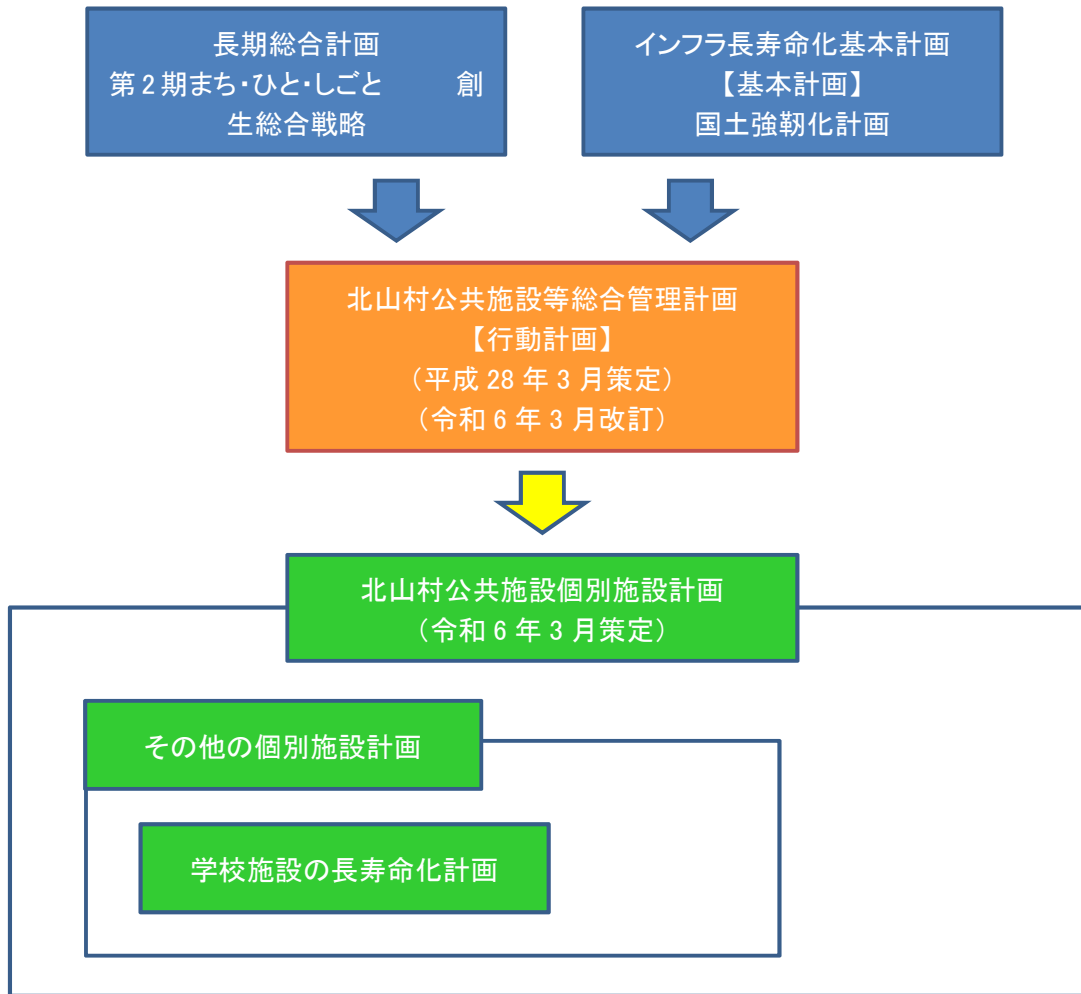 長期総合計画
第2期まち・ひと・しごと　　　創
生総合戦略
インフラ長寿命化基本計画
【基本計画】
国土強靭化計画
北山村公共施設等総合管理計画
【行動計画】
（平成 28 年 3 月策定）
（令和 6 年 3 月改訂）
北山村公共施設個別施設計画
（令和 6 年 3 月策定）
その他の個別施設計画
学校施設の長寿命化計画